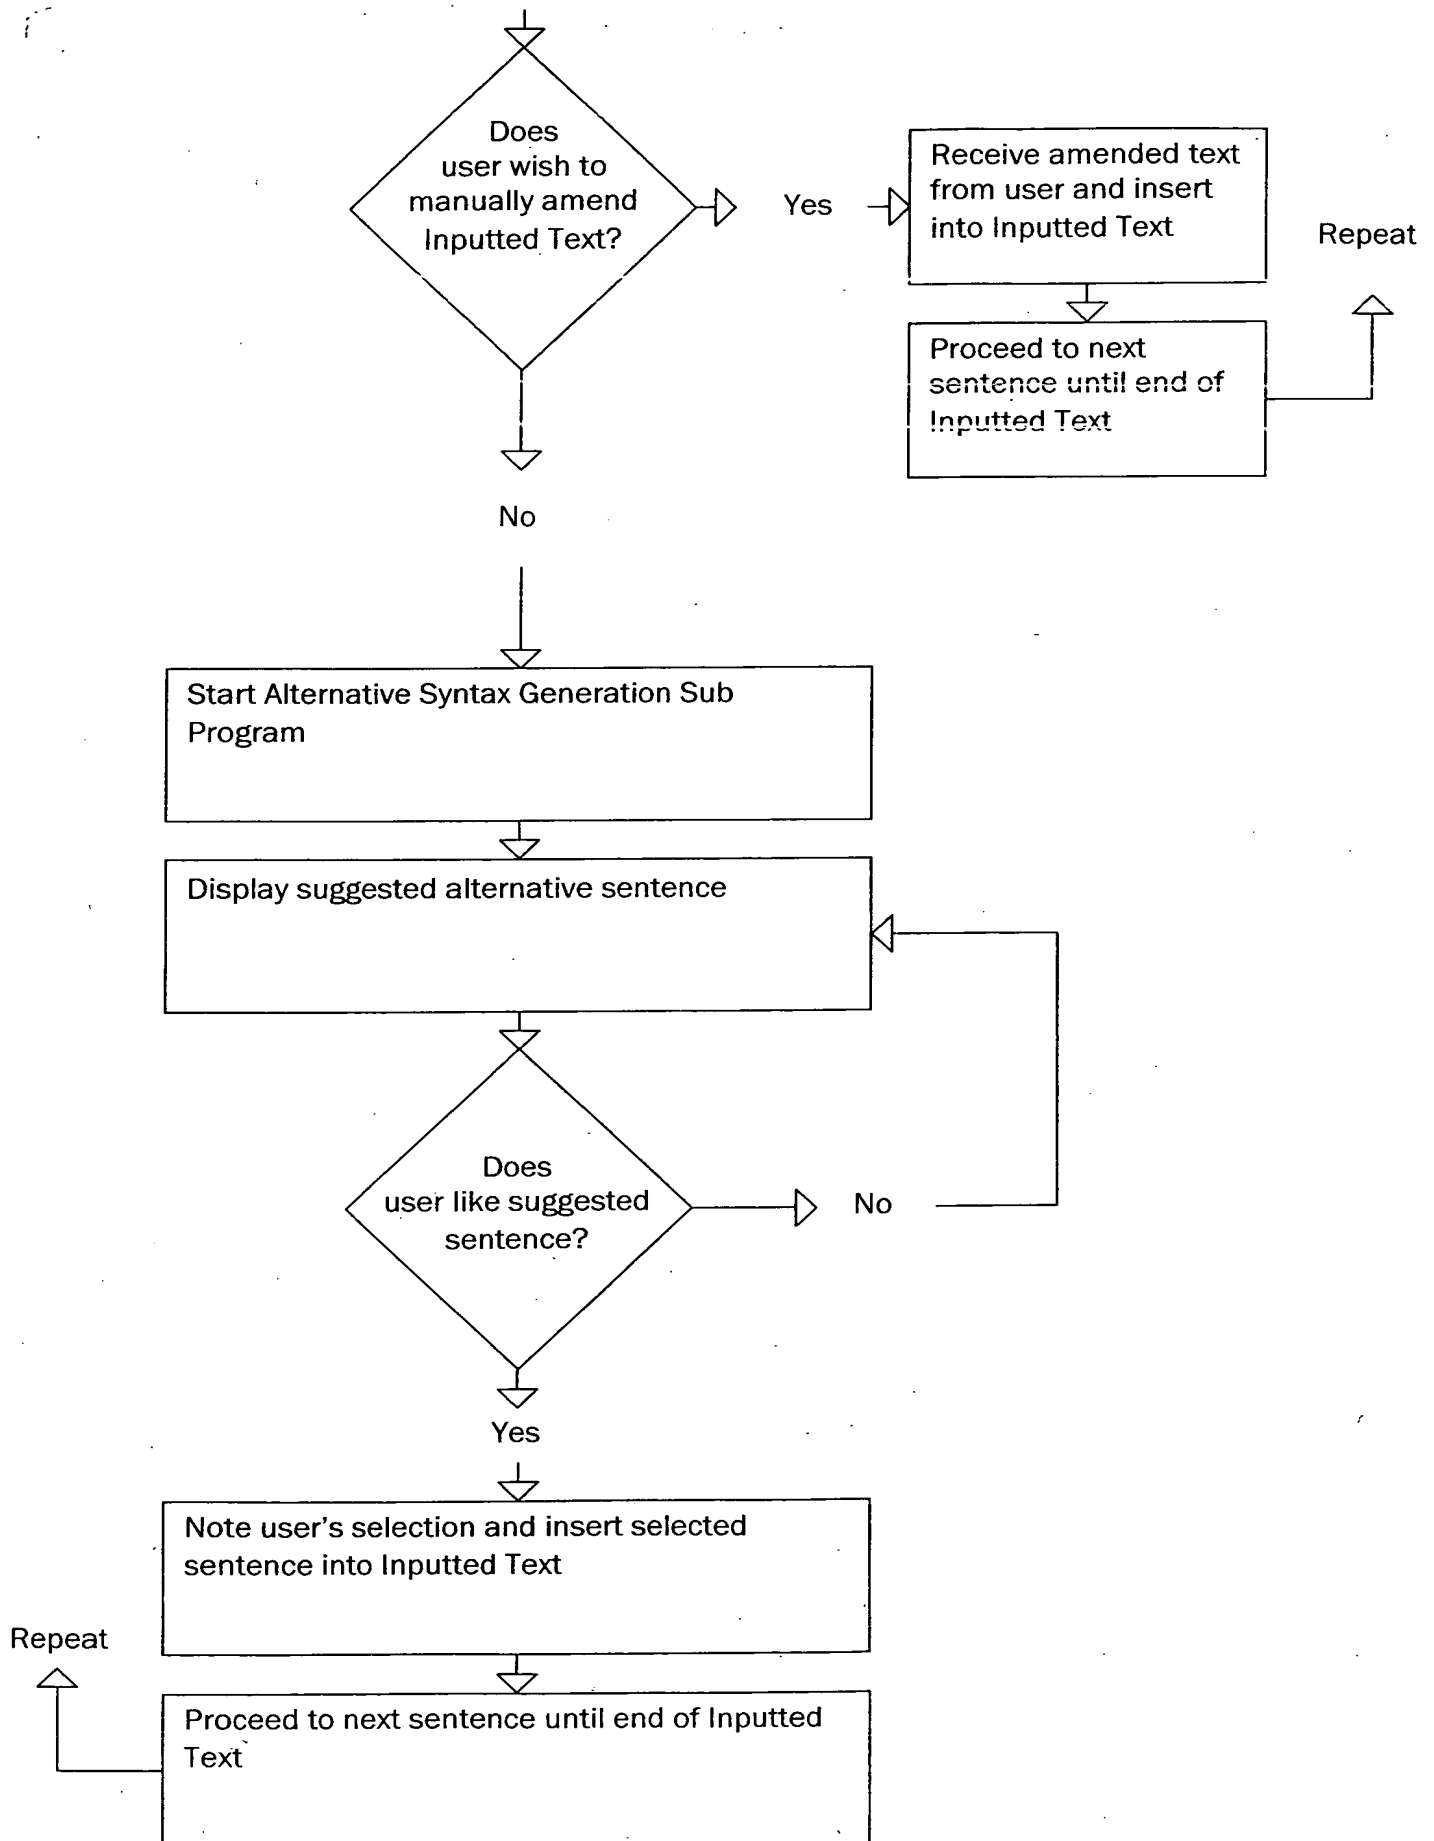 Does
user wish to
manually amend
Inputted Text?
Yes
Receive amended text
from user and insert
into Inputted Text
Repeat
Proceed to next
sentence until end of
Inputted Text
No
Start Alternative Syntax Generation Sub
Program
Display suggested alternative sentence
Does
user like suggested
sentence?
No
Yes
Note user's selection and insert selected
sentence into Inputted Text
Repeat
Proceed to next sentence until end of Inputted
Text